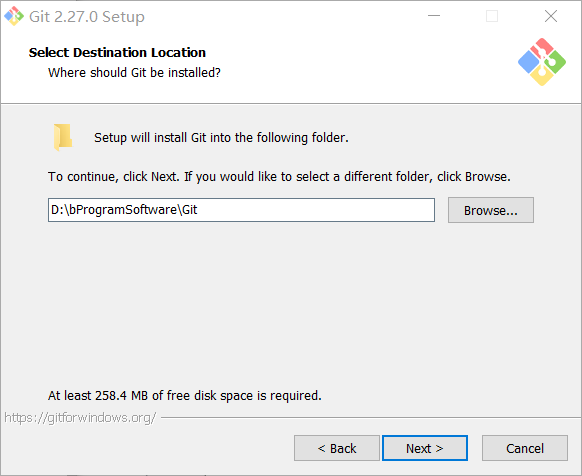 Git 2.27.0 Setup
Select Destination Location
Where should Git be installed?
Setup will install Git into the following folder.
To continue, click Next. If you would like to select a different folder, click Browse.
D:\bProgramSoftware\Git
Browse...
At least 258.4 MB of free disk space is required.
https://gitforwindows.org/
< Back
Next >
Cancel